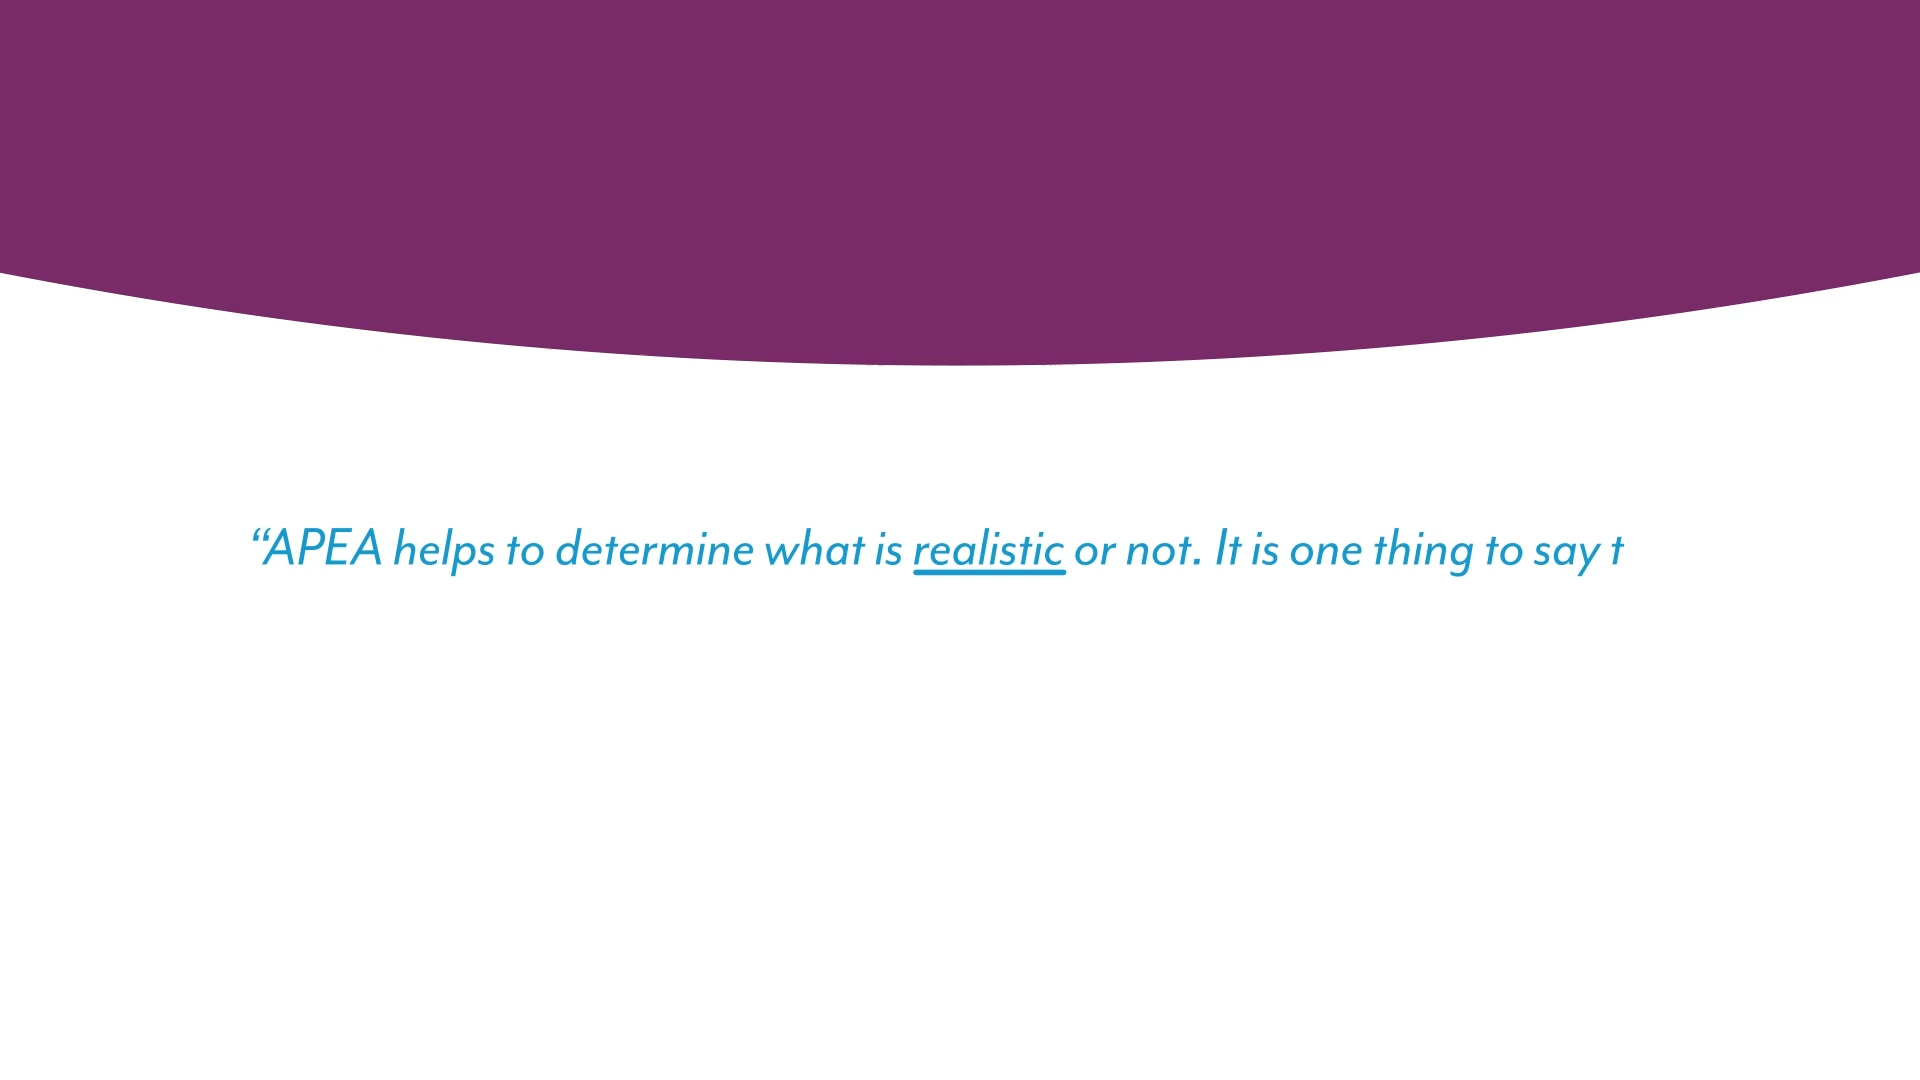 “APEA helps to determine what is realistic or not. It is one thing to say t